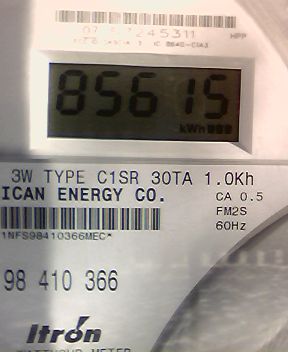 85615
kWh
3W TYPE C1SR 30TA 1.0Kh
ICAN ENERGY CO.
CA 0.5
FM2S
60Hz
1NFS98410366MEC*
98 410 366
Itrón